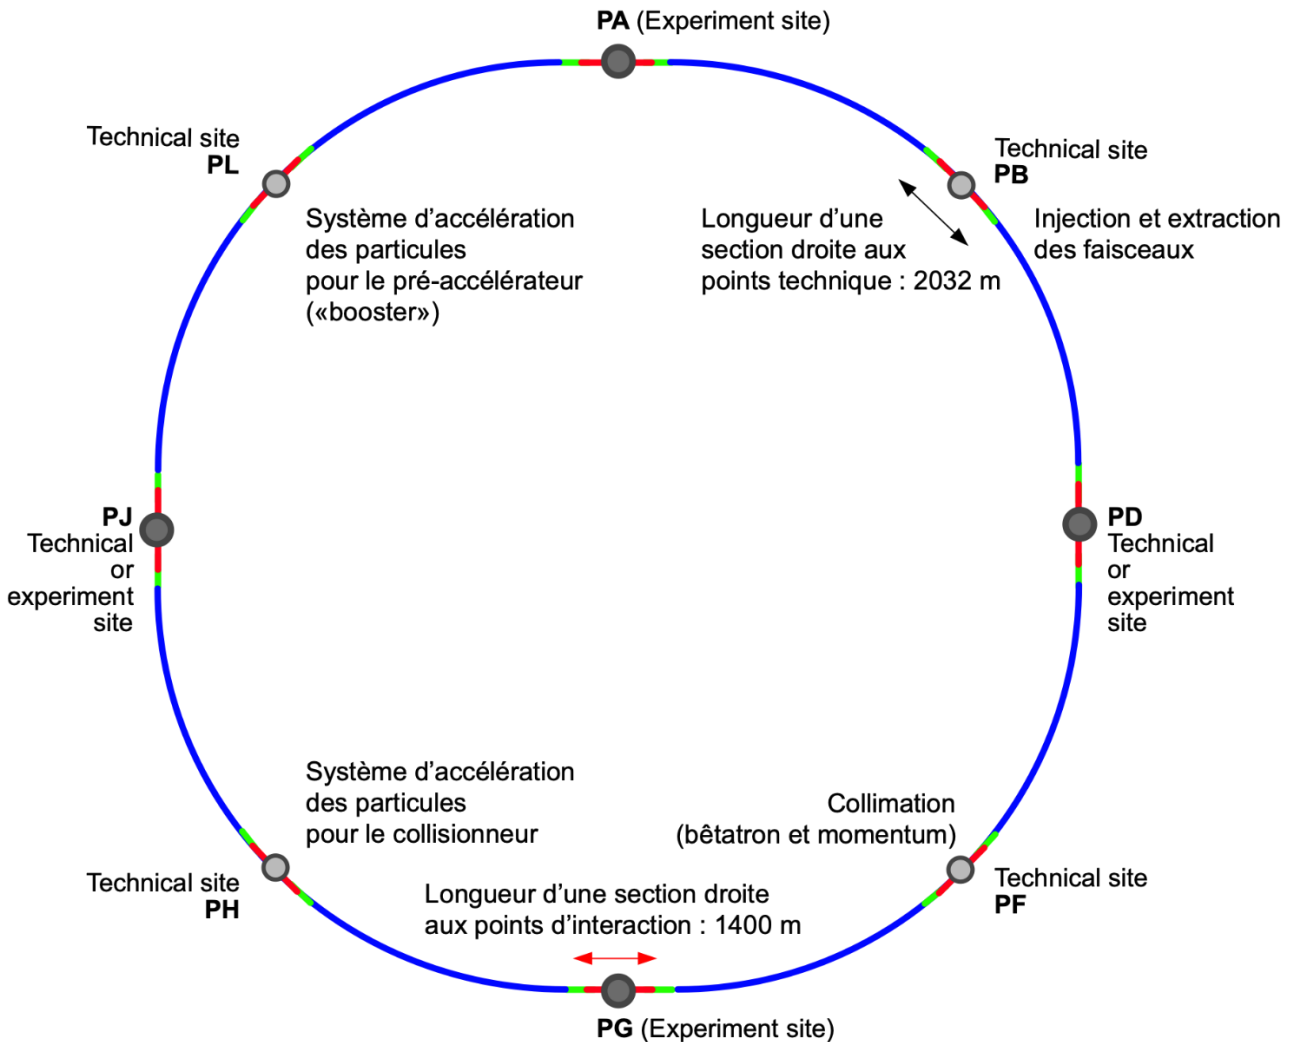 PA (Experiment site)
Technical site
PL
Technical site
PB
Système d’accélération
des particules
pour le pré-accélérateur
(«booster»)
Longueur d’une
section droite aux
points technique : 2032 m
Injection et extraction
des faisceaux
PJ
Technical
or
experiment
site
PD
Technical
or
experiment
site
Système d’accélération
des particules
pour le collisionneur
Collimation
(bêtatron et momentum)
Technical site
PH
Longueur d’une section droite
aux points d’interaction : 1400 m
Technical site
PF
PG (Experiment site)